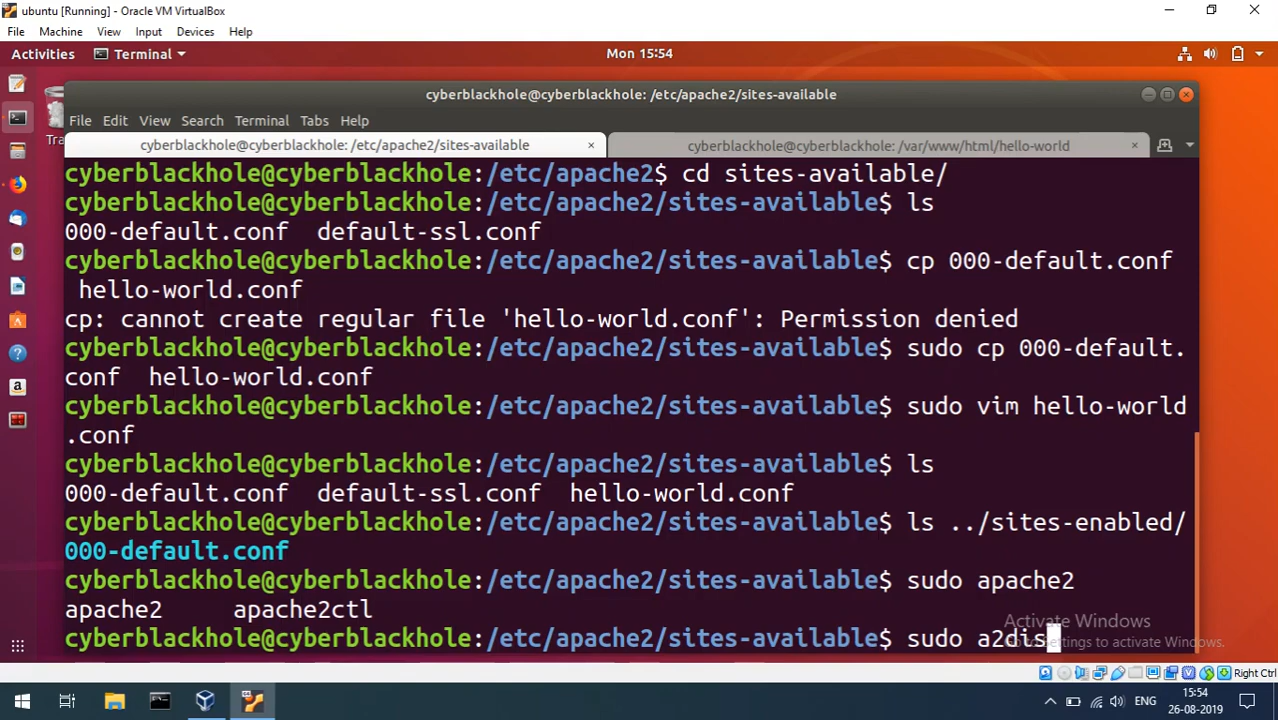 ubuntu [Running] - Oracle VM VirtualBox
File Machine View Input Devices Help
Activities Terminal Mon 15:54
cyberblackhole@cyberblackhole: /etc/apache2/sites-available
File Edit View Search Terminal Tabs Help
cyberblackhole@cyberblackhole: /etc/apache2/sites-available × cyberblackhole@cyberblackhole: /var/www/html/hello-world ×
Tra
cyberblackhole@cyberblackhole:/etc/apache2$ cd sites-available/
cyberblackhole@cyberblackhole:/etc/apache2/sites-available$ ls
000-default.conf  default-ssl.conf
cyberblackhole@cyberblackhole:/etc/apache2/sites-available$ cp 000-default.conf
 hello-world.conf
cp: cannot create regular file 'hello-world.conf': Permission denied
cyberblackhole@cyberblackhole:/etc/apache2/sites-available$ sudo cp 000-default.
conf  hello-world.conf
cyberblackhole@cyberblackhole:/etc/apache2/sites-available$ sudo vim hello-world
.conf
cyberblackhole@cyberblackhole:/etc/apache2/sites-available$ ls
000-default.conf  default-ssl.conf  hello-world.conf
cyberblackhole@cyberblackhole:/etc/apache2/sites-available$ ls ../sites-enabled/
000-default.conf
cyberblackhole@cyberblackhole:/etc/apache2/sites-available$ sudo apache2
apache2     apache2ctl
Activate Windows
cyberblackhole@cyberblackhole:/etc/apache2/sites-available$ sudo a2dis
Go to Settings to activate Windows.
Right Ctrl
ENG
15:54
26-08-2019